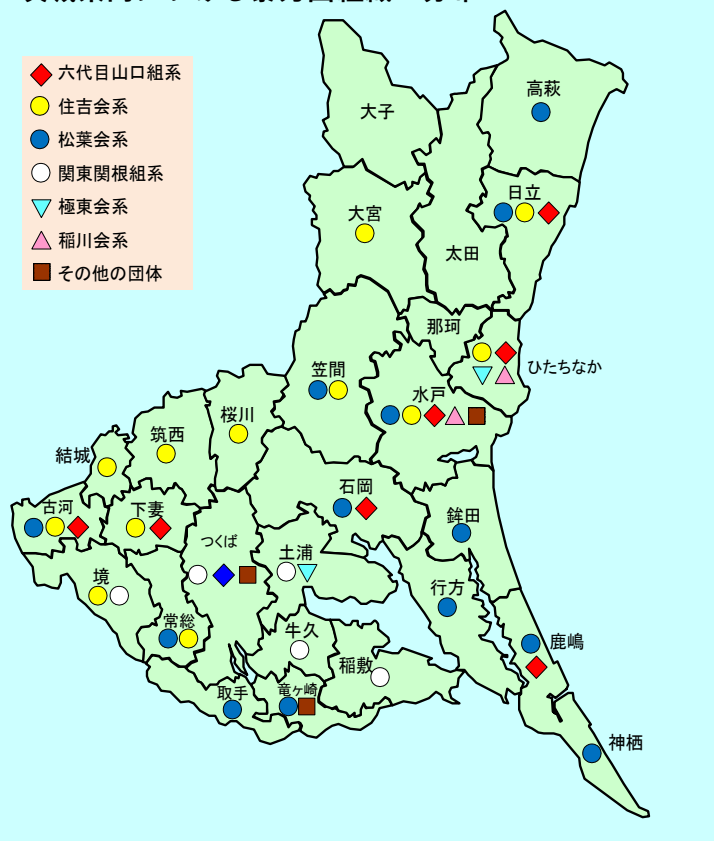 六代目山口組系
住吉会系
松葉会系
関東関根組系
極東会系
稲川会系
その他の団体
大子
高萩
日立
大宮
太田
那珂
ひたちなか
笠間
水戸
桜川
筑西
結城
石岡
古河
下妻
鉾田
つくば
土浦
境
行方
常総
牛久
鹿嶋
稲敷
取手
竜ヶ崎
神栖